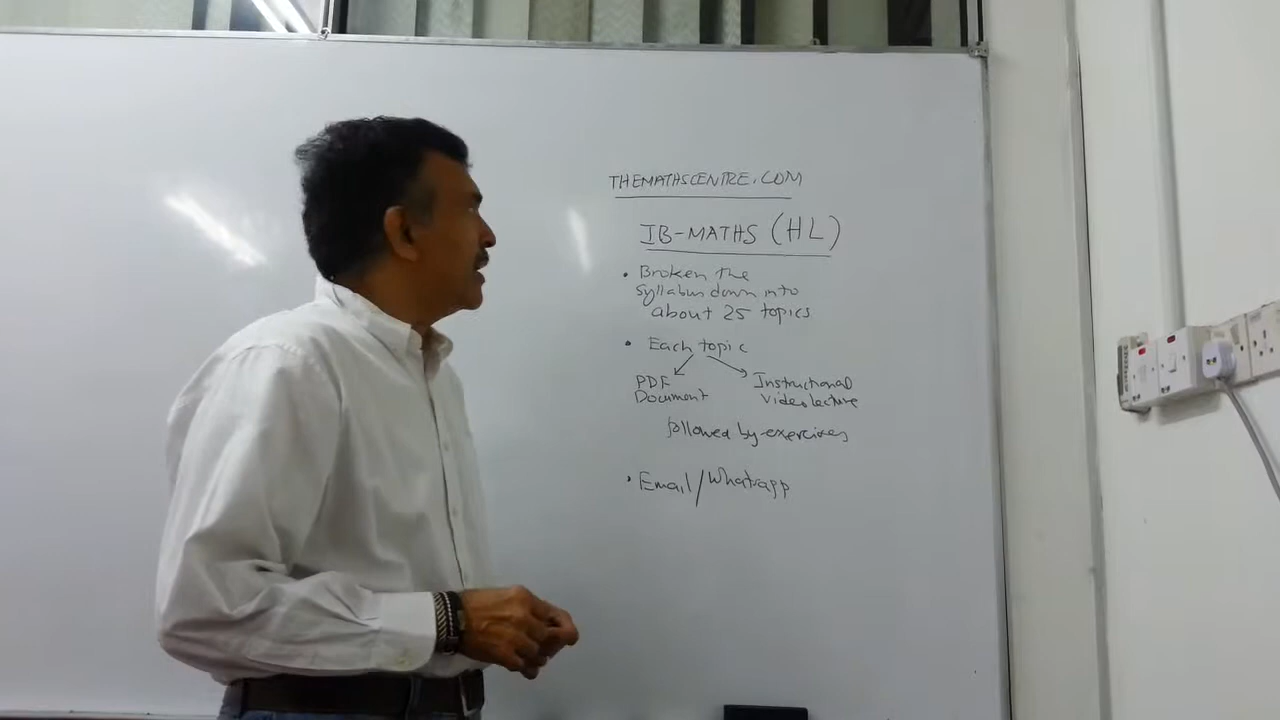 THEMATHSCENTRE.COM
IB-MATHS (HL)
• Broken the
syllabus down into
about 25 topics
• Each topic
PDF
Document
Instructional
video lecture
followed by exercises
• Email/Whatsapp